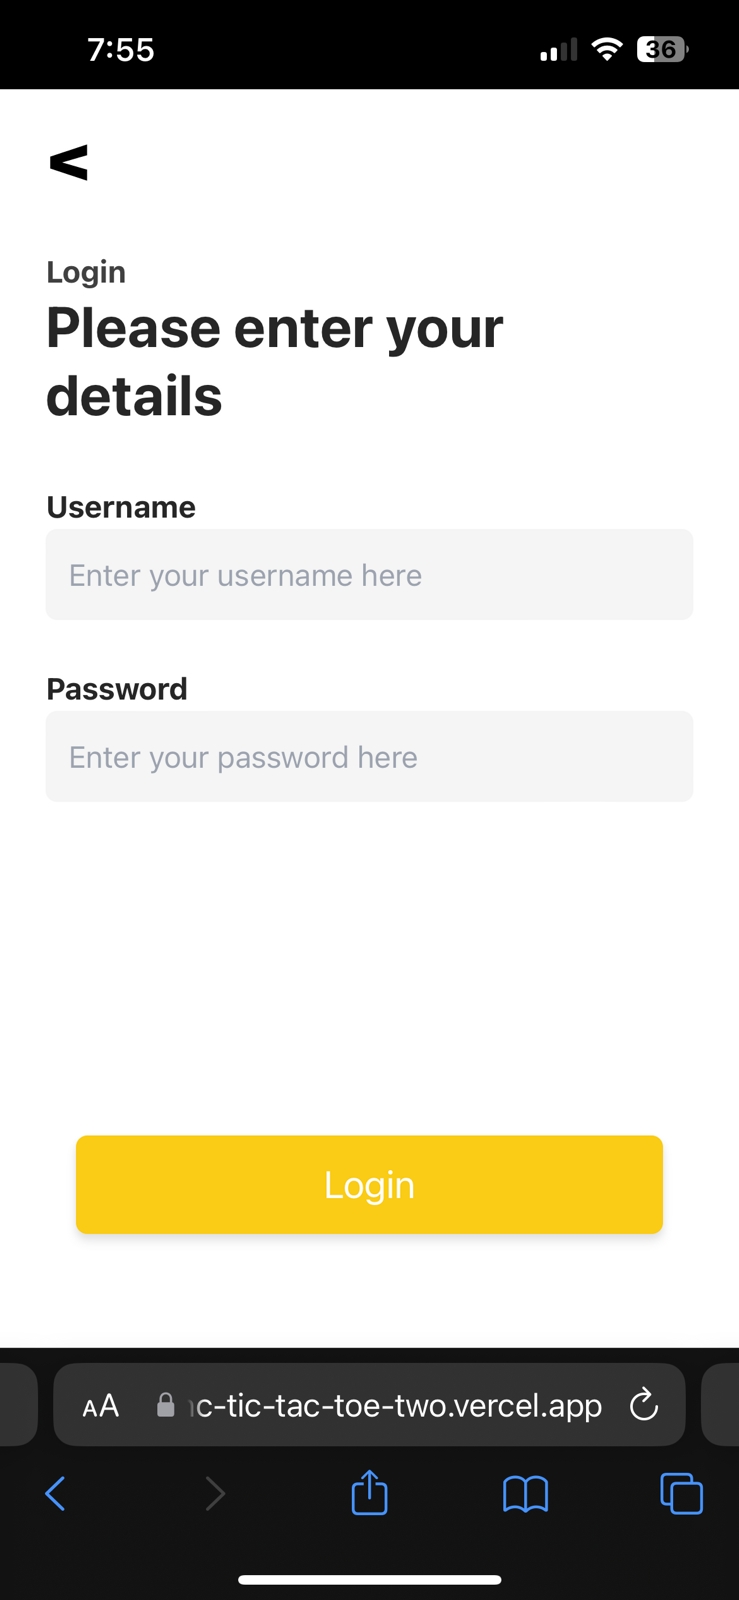 7:55
36
<
Login
Please enter your
details
Username
Enter your username here
Password
Enter your password here
Login
AA
c-tic-tac-toe-two.vercel.app